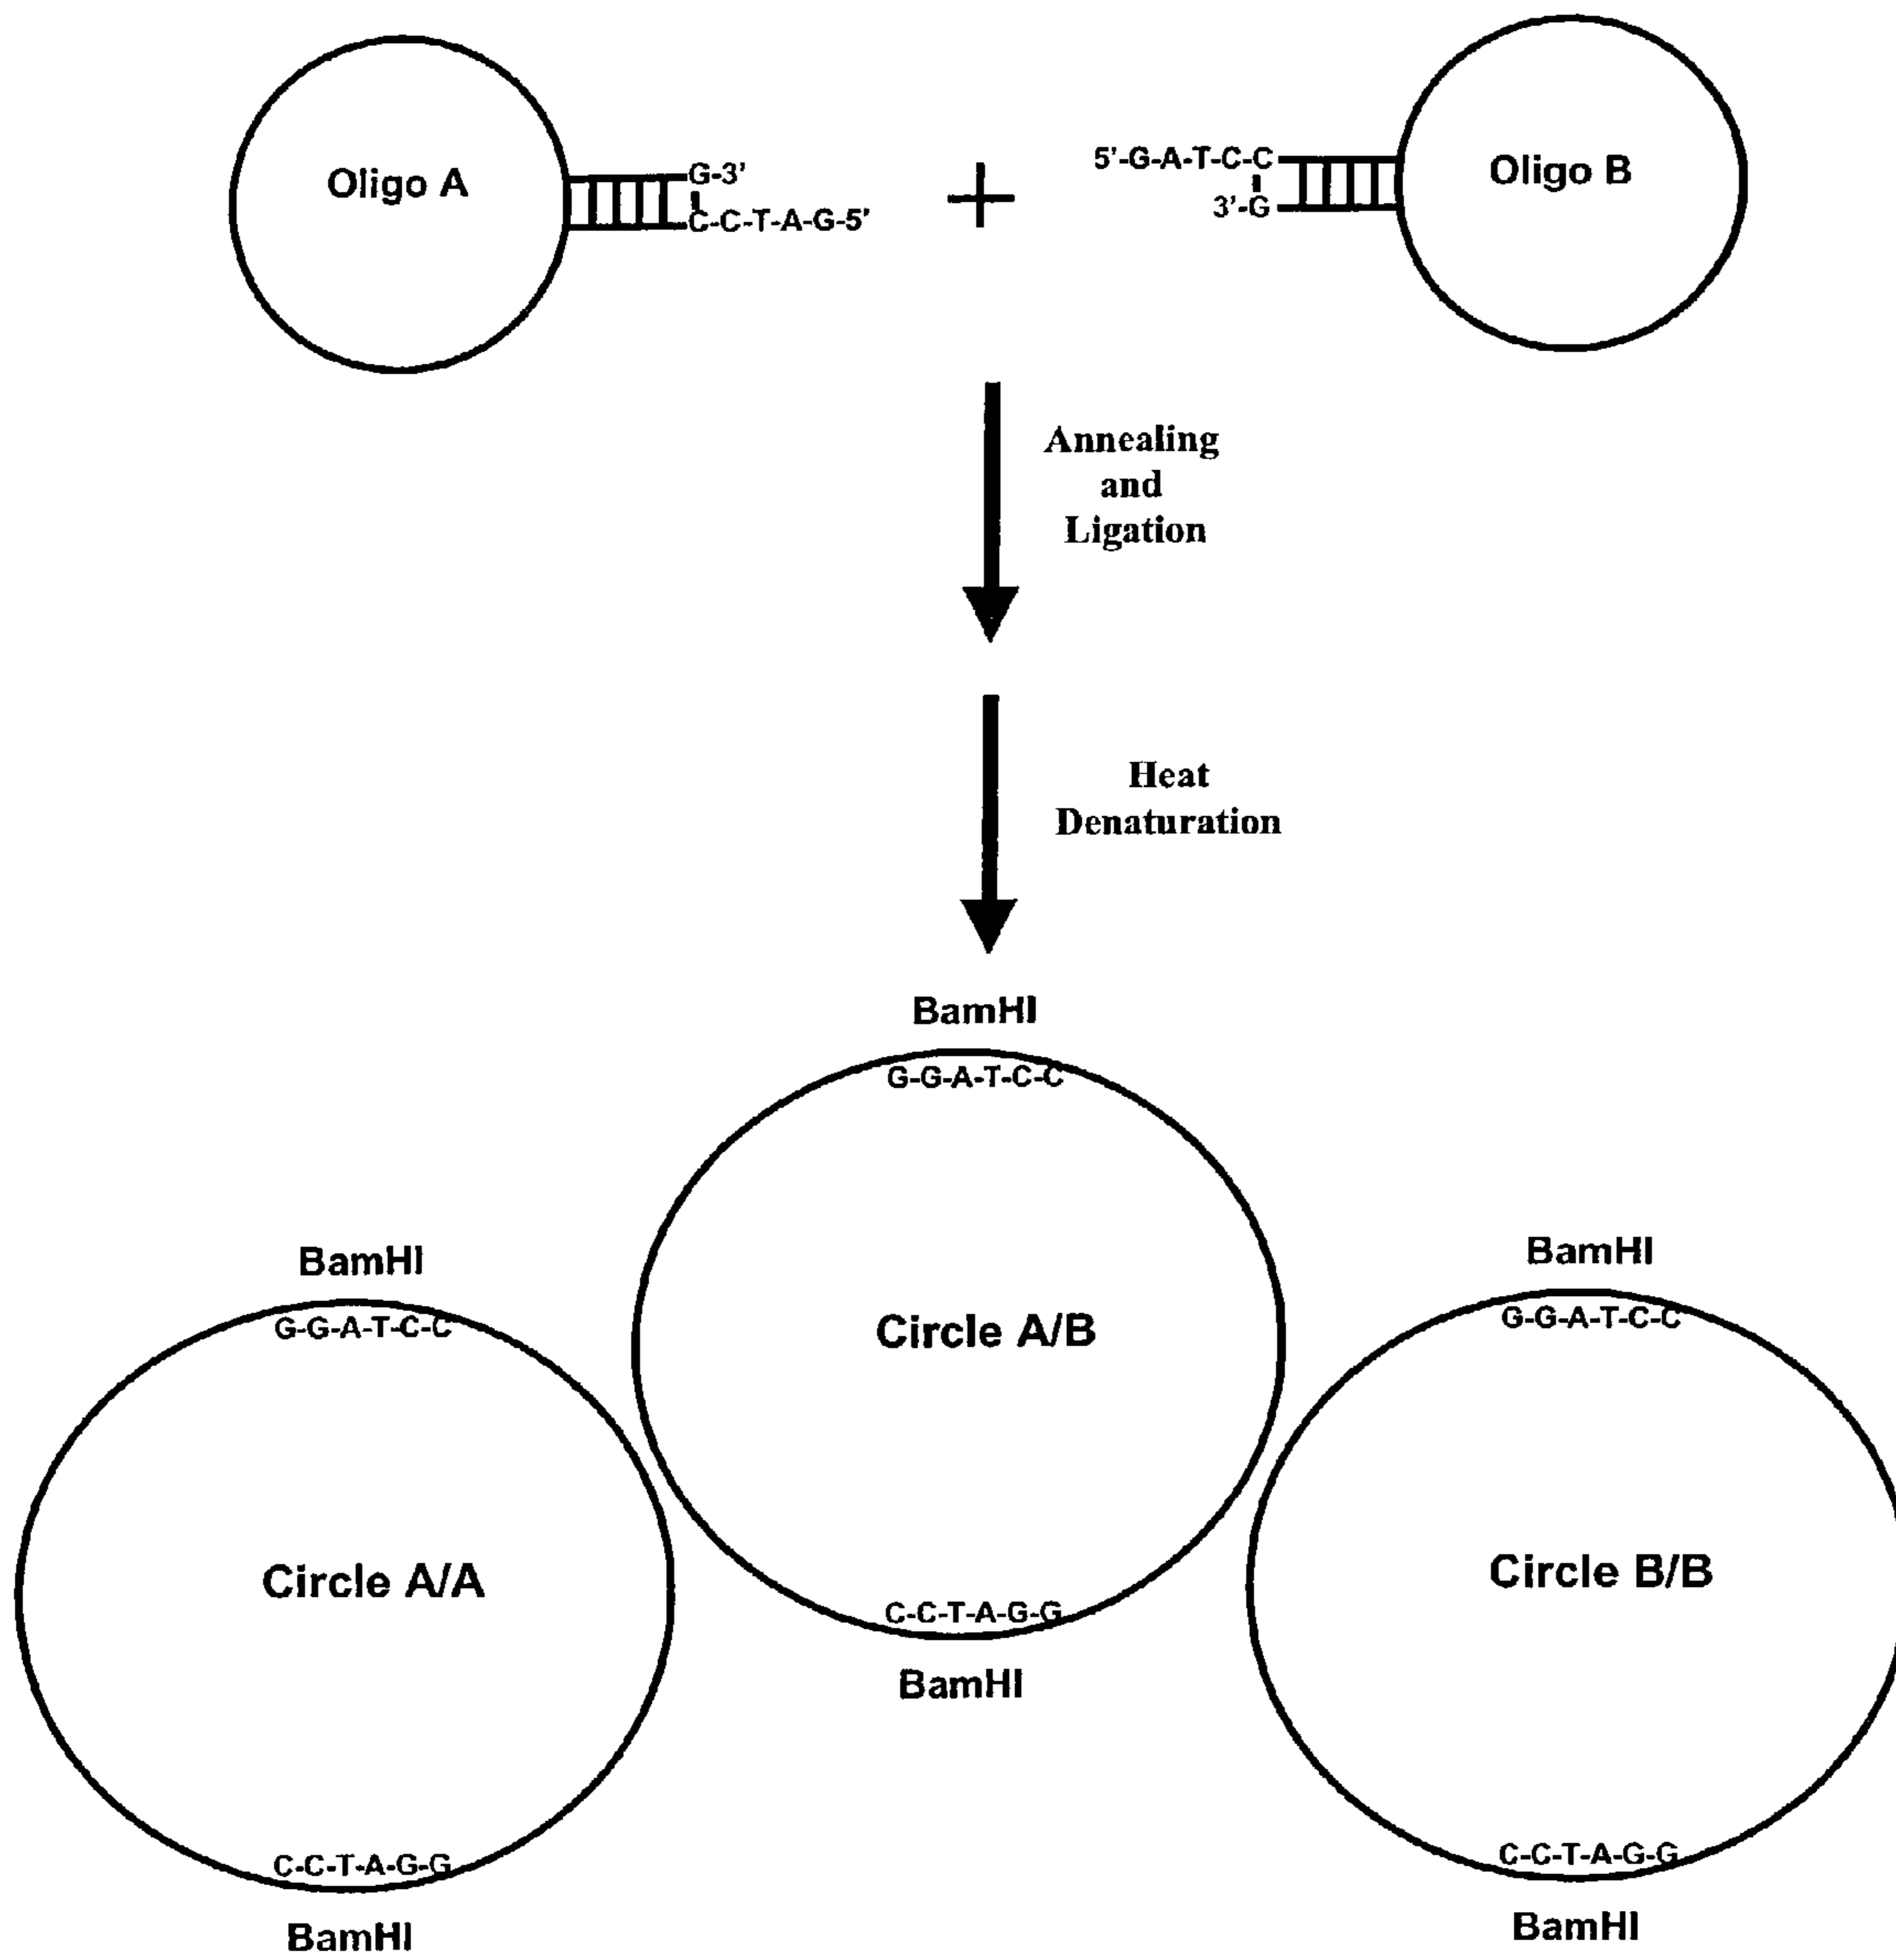 Oligo A
G-3'
C-C-T-A-G-5'
+
5'-G-A-T-C-C
3'-G
Oligo B
Annealing
and
Ligation
Heat
Denaturation
BamHI
G-G-A-T-C-C
Circle A/B
C-C-T-A-G-G
BamHI
BamHI
G-G-A-T-C-C
Circle A/A
C-C-T-A-G-G
BamHI
BamHI
G-G-A-T-C-C
Circle B/B
C-C-T-A-G-G
BamHI